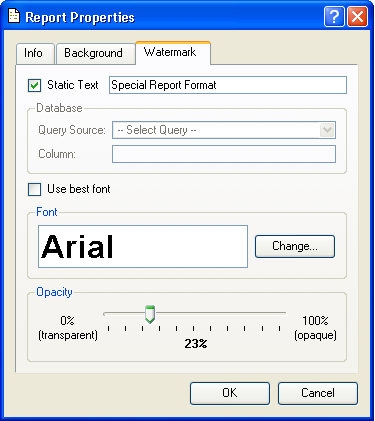 Report Properties
Info Background Watermark
Static Text Special Report Format
Database
Query Source: -- Select Query --
Column:
Use best font
Font
Arial Change...
Opacity
0% 100%
(transparent) (opaque)
23%
OK Cancel